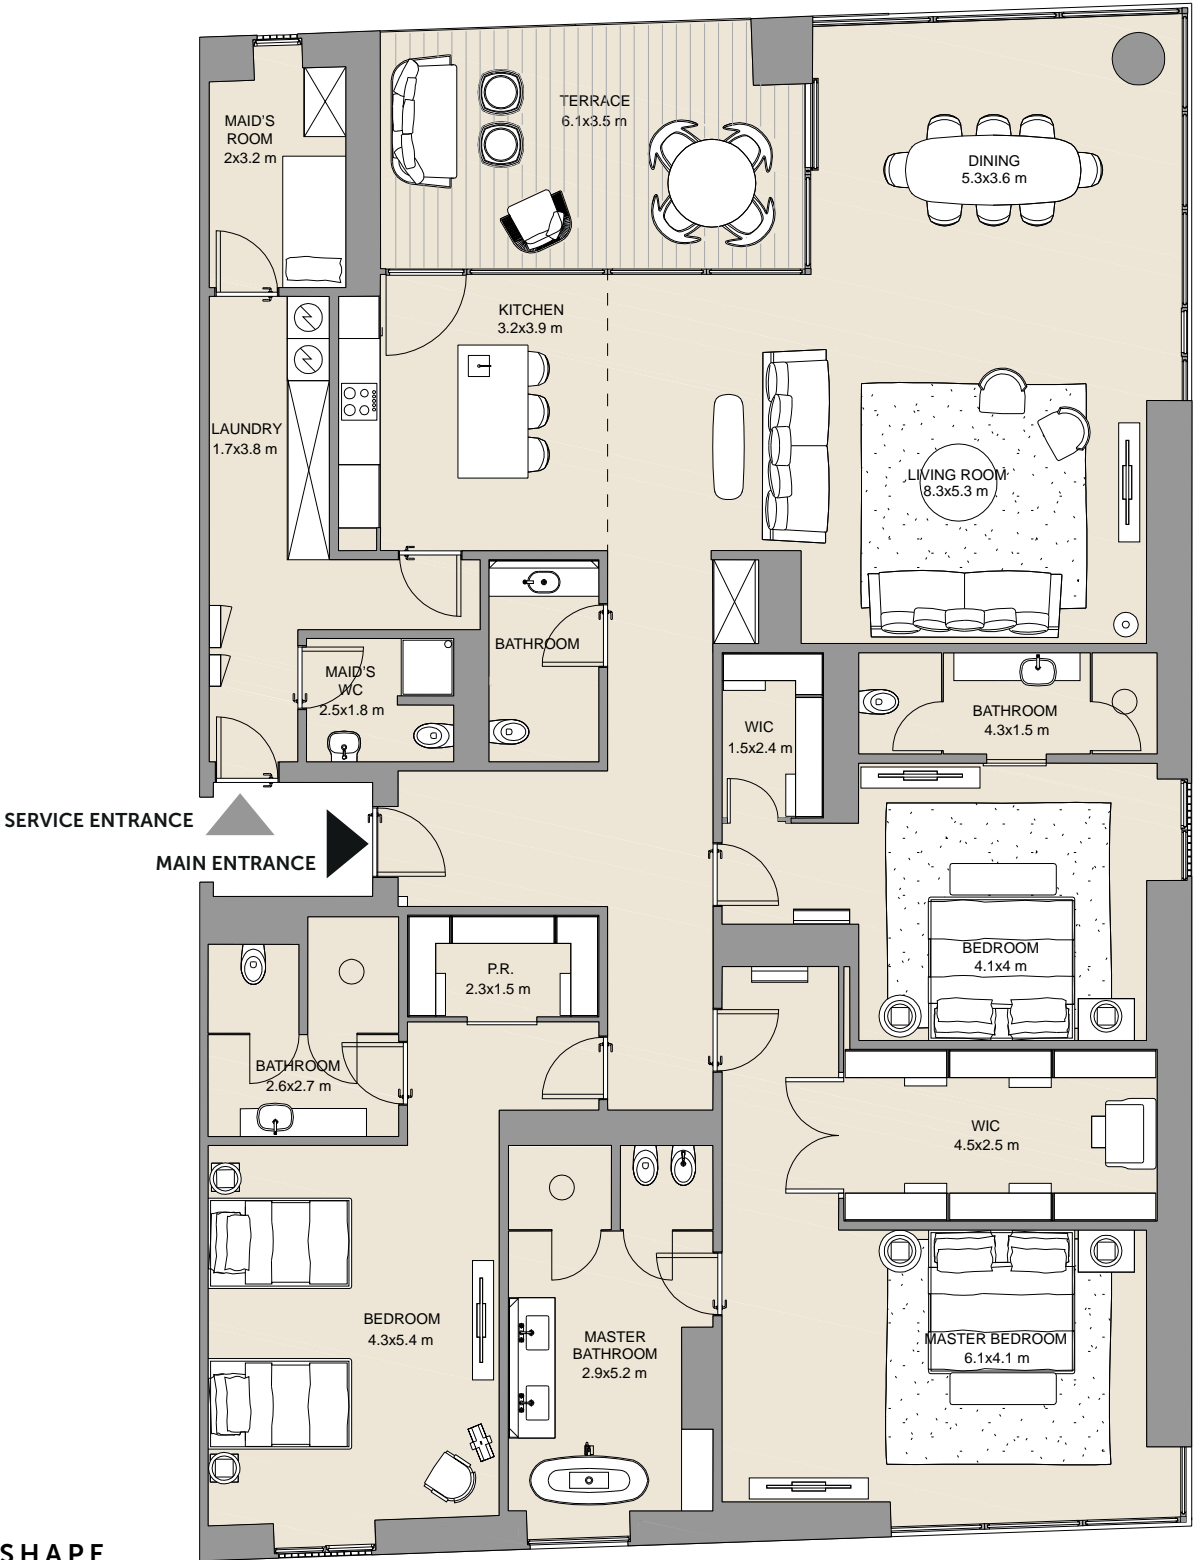 MAID'S
ROOM
2x3.2 m
TERRACE
6.1x3.5 m
DINING
5.3x3.6 m
KITCHEN
3.2x3.9 m
LAUNDRY
1.7x3.8 m
LIVING ROOM
8.3x5.3 m
BATHROOM
MAID'S
WC
2.5x1.8 m
WIC
1.5x2.4 m
BATHROOM
4.3x1.5 m
SERVICE ENTRANCE
MAIN ENTRANCE
P.R.
2.3x1.5 m
BEDROOM
4.1x4 m
BATHROOM
2.6x2.7 m
WIC
4.5x2.5 m
BEDROOM
4.3x5.4 m
MASTER
BATHROOM
2.9x5.2 m
MASTER BEDROOM
6.1x4.1 m
SHAPE